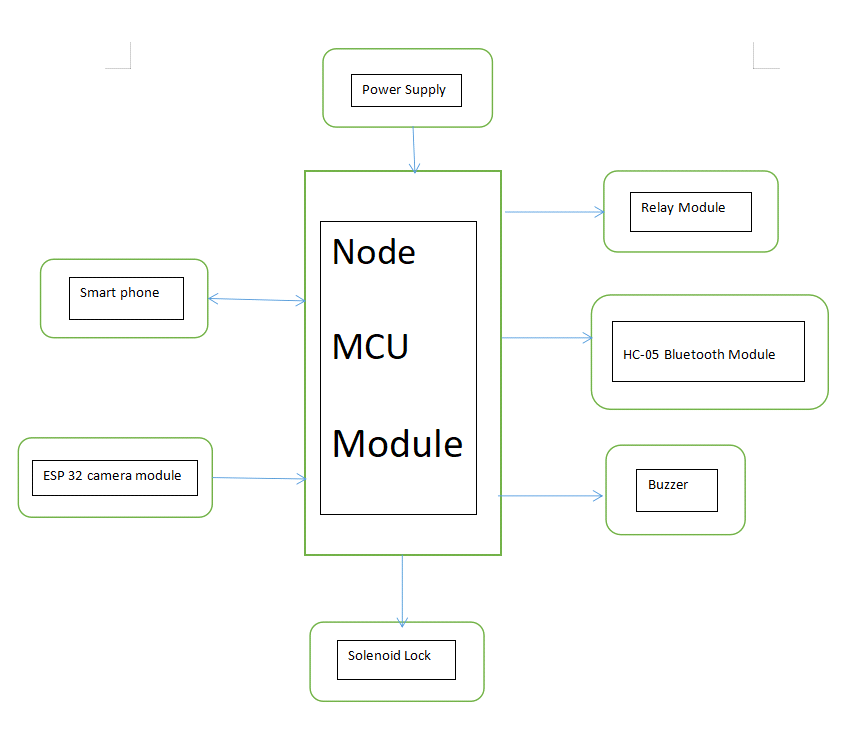 Power Supply
Relay Module
Node
MCU
Module
Smart phone
HC-05 Bluetooth Module
ESP 32 camera module
Buzzer
Solenoid Lock